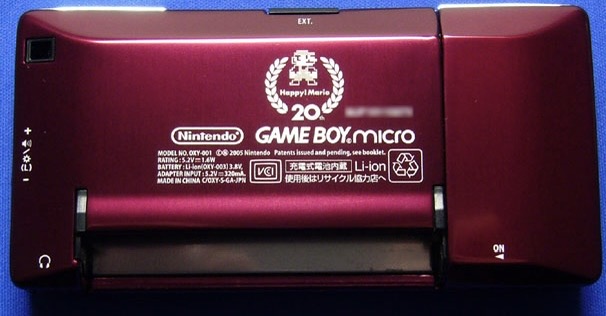 EXT.
Happy! Mario
20th
Nintendo® GAME BOY micro
MODEL NO. OXY-001 ©® 2005 Nintendo Patents issued and pending, see booklet.
RATING: 5.2V⎓1.6W
BATTERY: Li-ion(OXY-003) 3.8V,
ADAPTER INPUT: 5.2V⎓320mA.
MADE IN CHINA C/OXY-S-GA-JPN
VCI
充電式電池内蔵 Li-ion
使用後はリサイクル協力店へ
+
-
ON